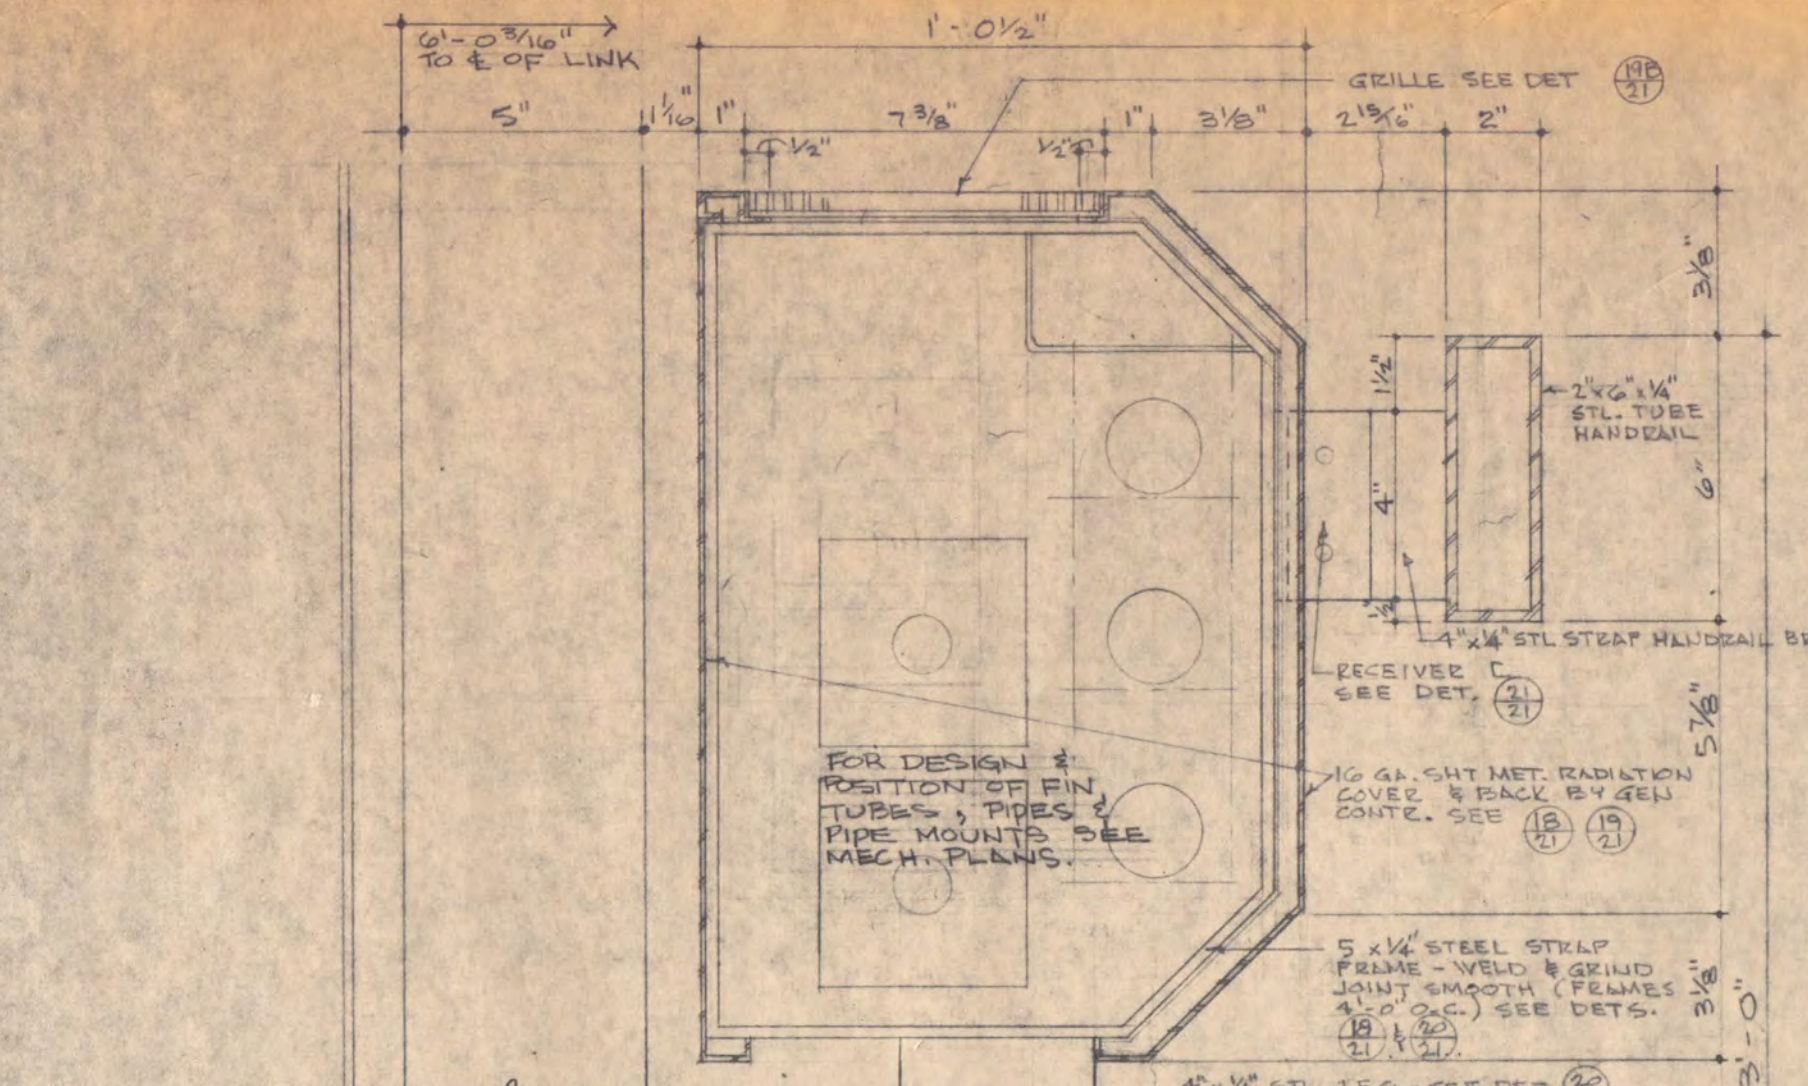 6'-0 3/16"
TO ℄ OF LINK
1'-0 1/2"
GRILLE SEE DET 19B/21
5"
1 1/16
1"
7 3/8"
1"
3 1/8"
2 15/16"
2"
1/2"
1/2"
3 1/8"
1 1/2"
2"x6"x1/4"
STL. TUBE
HANDRAIL
4"
6"
1/2"
4"x1/4" STL STRAP HANDRAIL
RECEIVER [
SEE DET. 21/21
5 7/8"
FOR DESIGN &
POSITION OF FIN
TUBES, PIPES &
PIPE MOUNTS SEE
MECH. PLANS.
16 GA. SHT MET. RADIATION
COVER & BACK BY GEN
CONTR. SEE 18/21 19/21
5 x 1/4" STEEL STRAP
FRAME - WELD & GRIND
JOINT SMOOTH (FRAMES
4'-0" O.C.) SEE DETS.
18/21 & 20/21
3 1/8"
3'-0"